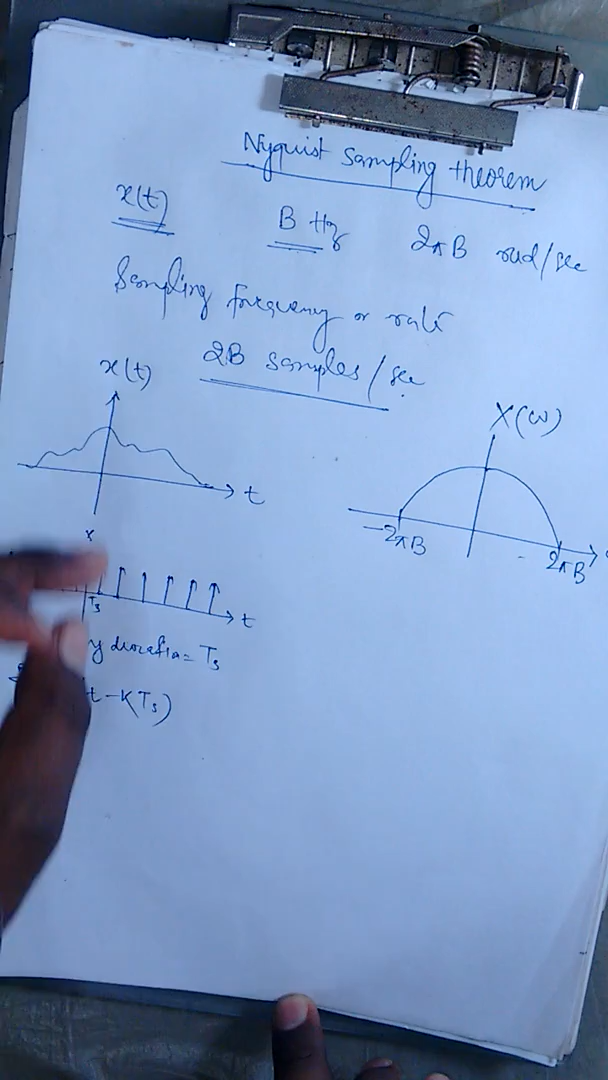 Nyquist Sampling theorem
x(t) B Hz 2πB rad/sec
Sampling frequency or rate
2B samples/sec
x(t)
X(ω)
t
-2πB 2πB
x
Ts t
= Ts
t-KTs)